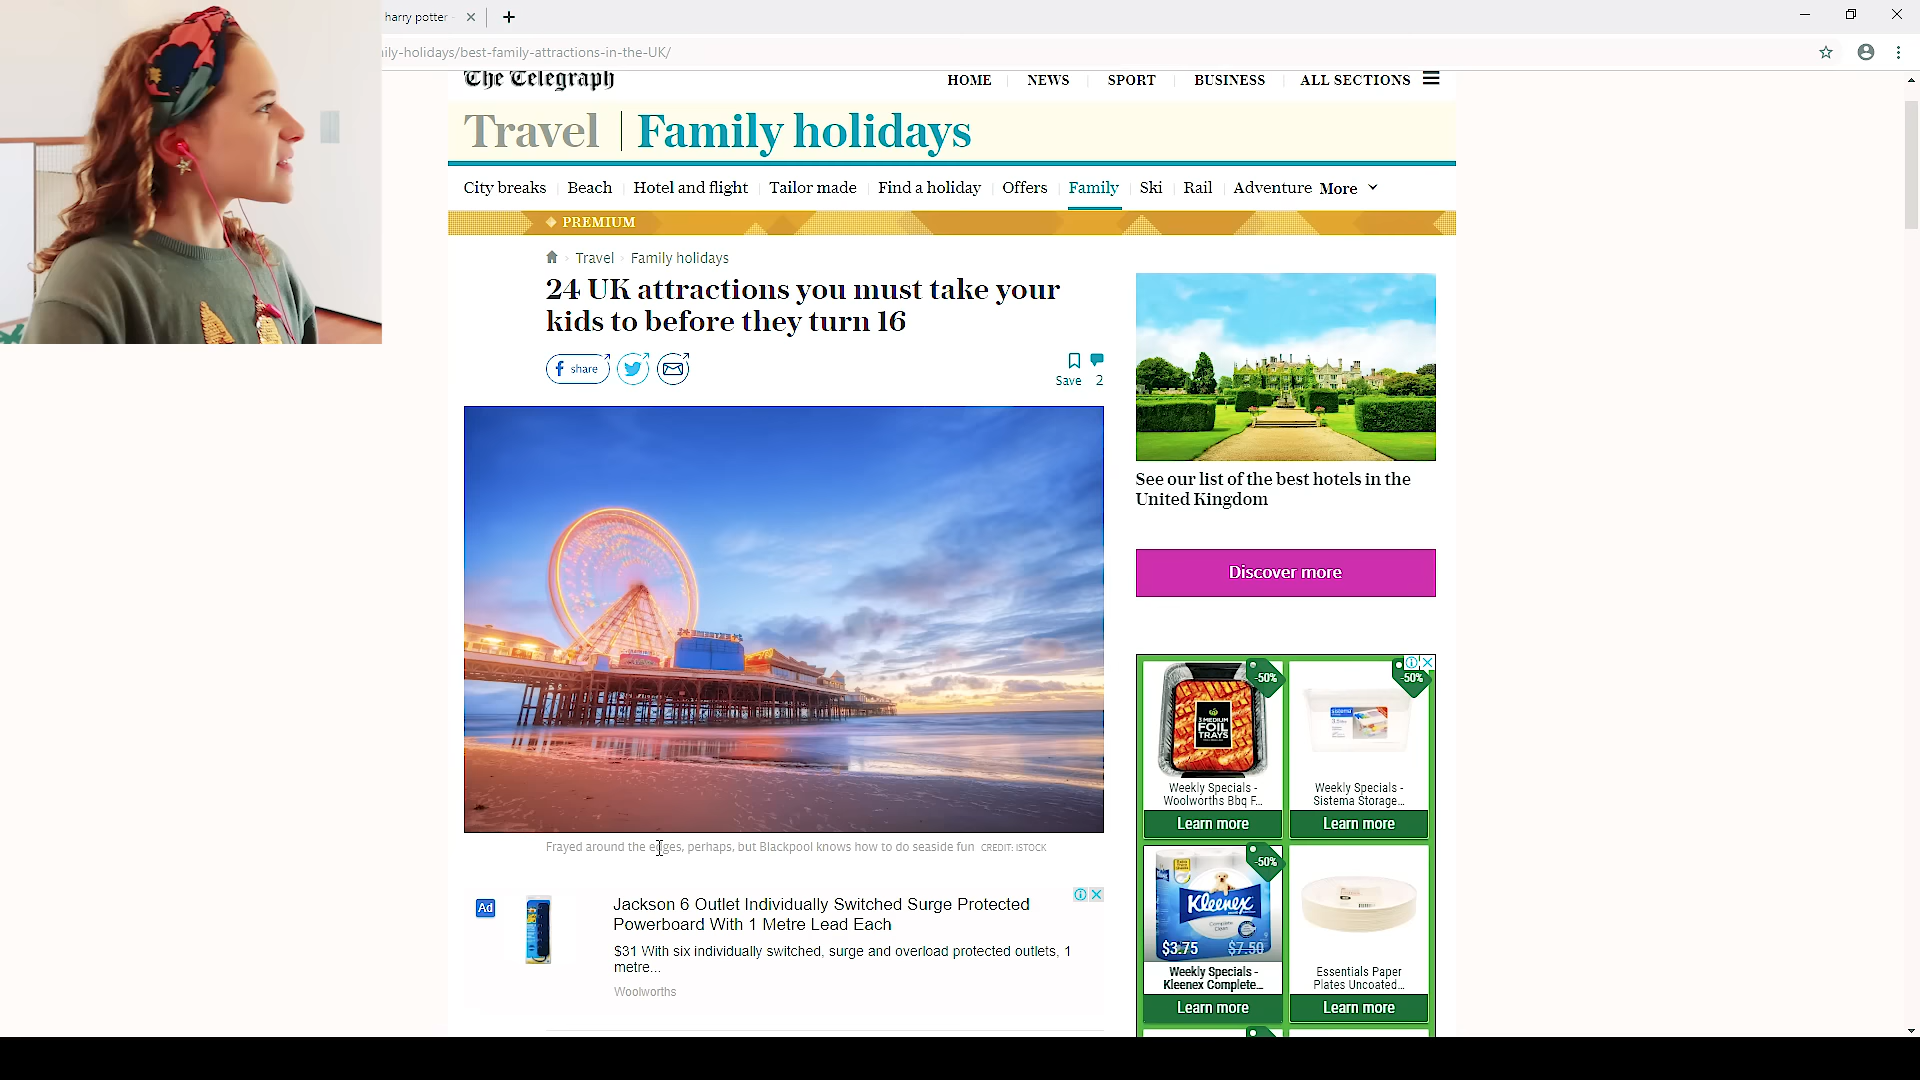 harry potter
ily-holidays/best-family-attractions-in-the-UK/
The Telegraph
HOME NEWS SPORT BUSINESS ALL SECTIONS
Travel Family holidays
City breaks Beach Hotel and flight Tailor made Find a holiday Offers Family Ski Rail Adventure More
PREMIUM
Travel Family holidays
24 UK attractions you must take your
kids to before they turn 16
share
Save 2
Frayed around the edges, perhaps, but Blackpool knows how to do seaside fun CREDIT: ISTOCK
Ad
Jackson 6 Outlet Individually Switched Surge Protected
Powerboard With 1 Metre Lead Each
$31 With six individually switched, surge and overload protected outlets, 1
metre...
Woolworths
See our list of the best hotels in the
United Kingdom
Discover more
-50%
3 MEDIUM
FOIL
TRAYS
Weekly Specials -
Woolworths Bbq F...
Learn more
-50%
sistema
Weekly Specials -
Sistema Storage...
Learn more
-50%
Kleenex
Complete
Clean
$3.75 $7.50
Weekly Specials -
Kleenex Complete...
Learn more
Essentials Paper
Plates Uncoated...
Learn more